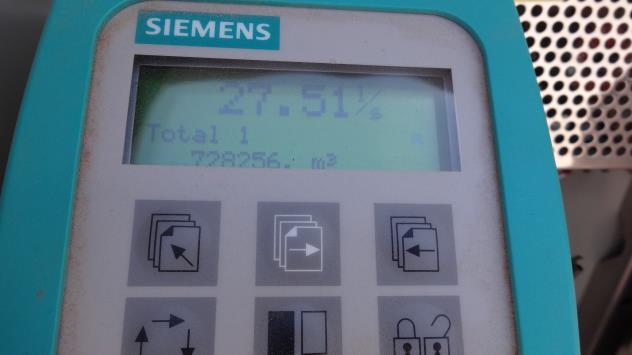 SIEMENS
27.51 l/s
Total 1
728256. m³